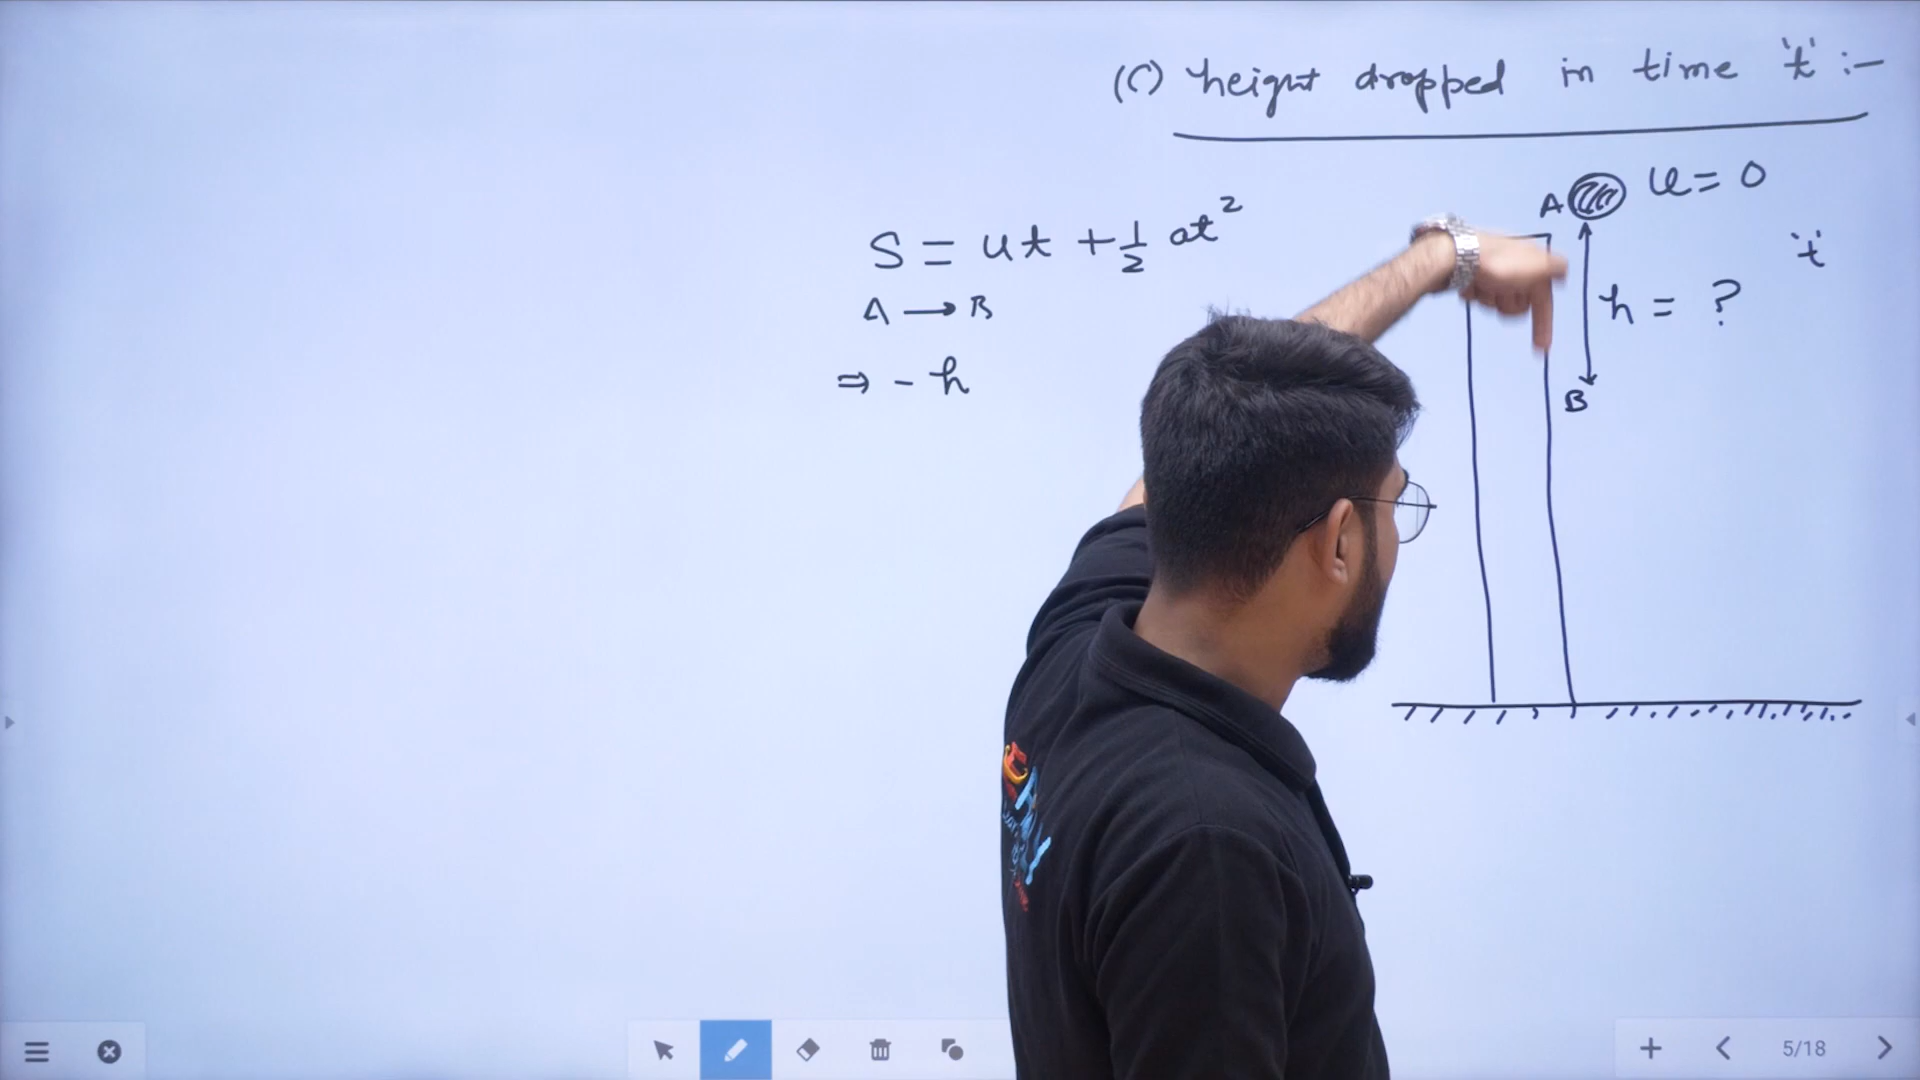 (C) height dropped in time 't' :-
A u = 0
S = ut + 1/2 at²
't'
A → B
h = ?
⇒ - h
B
5/18